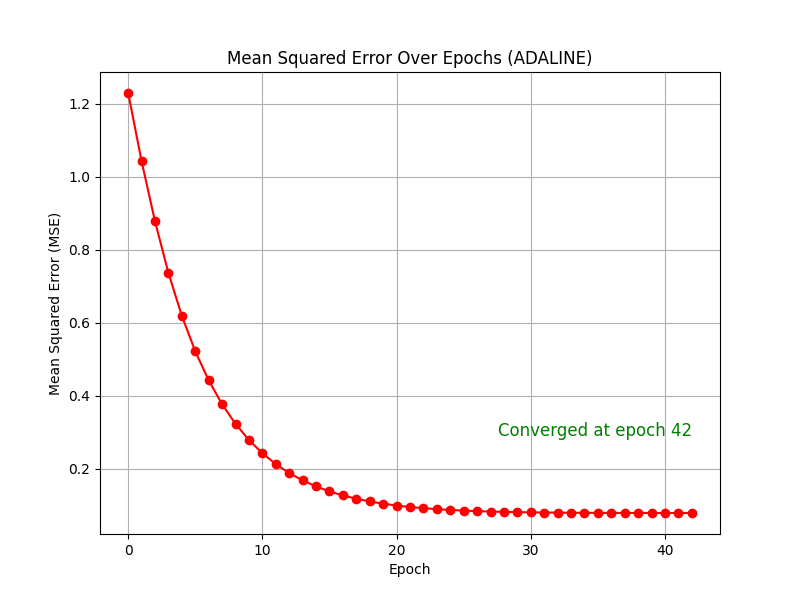 Mean Squared Error Over Epochs (ADALINE)
Mean Squared Error (MSE)
1.2
1.0
0.8
0.6
0.4
0.2
Converged at epoch 42
0
10
20
30
40
Epoch